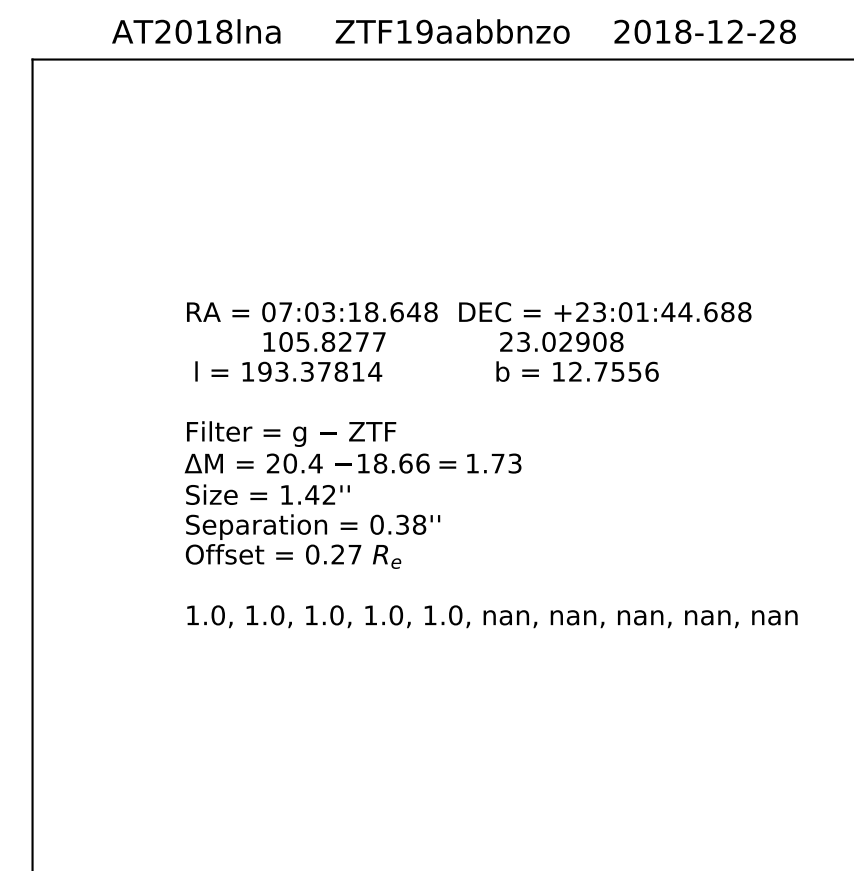 AT2018lna ZTF19aabbnzo 2018-12-28
RA = 07:03:18.648 DEC = +23:01:44.688
105.8277 23.02908
l = 193.37814 b = 12.7556
Filter = g − ZTF
ΔM = 20.4 −18.66 = 1.73
Size = 1.42''
Separation = 0.38''
Offset = 0.27 Rₑ
1.0, 1.0, 1.0, 1.0, 1.0, nan, nan, nan, nan, nan